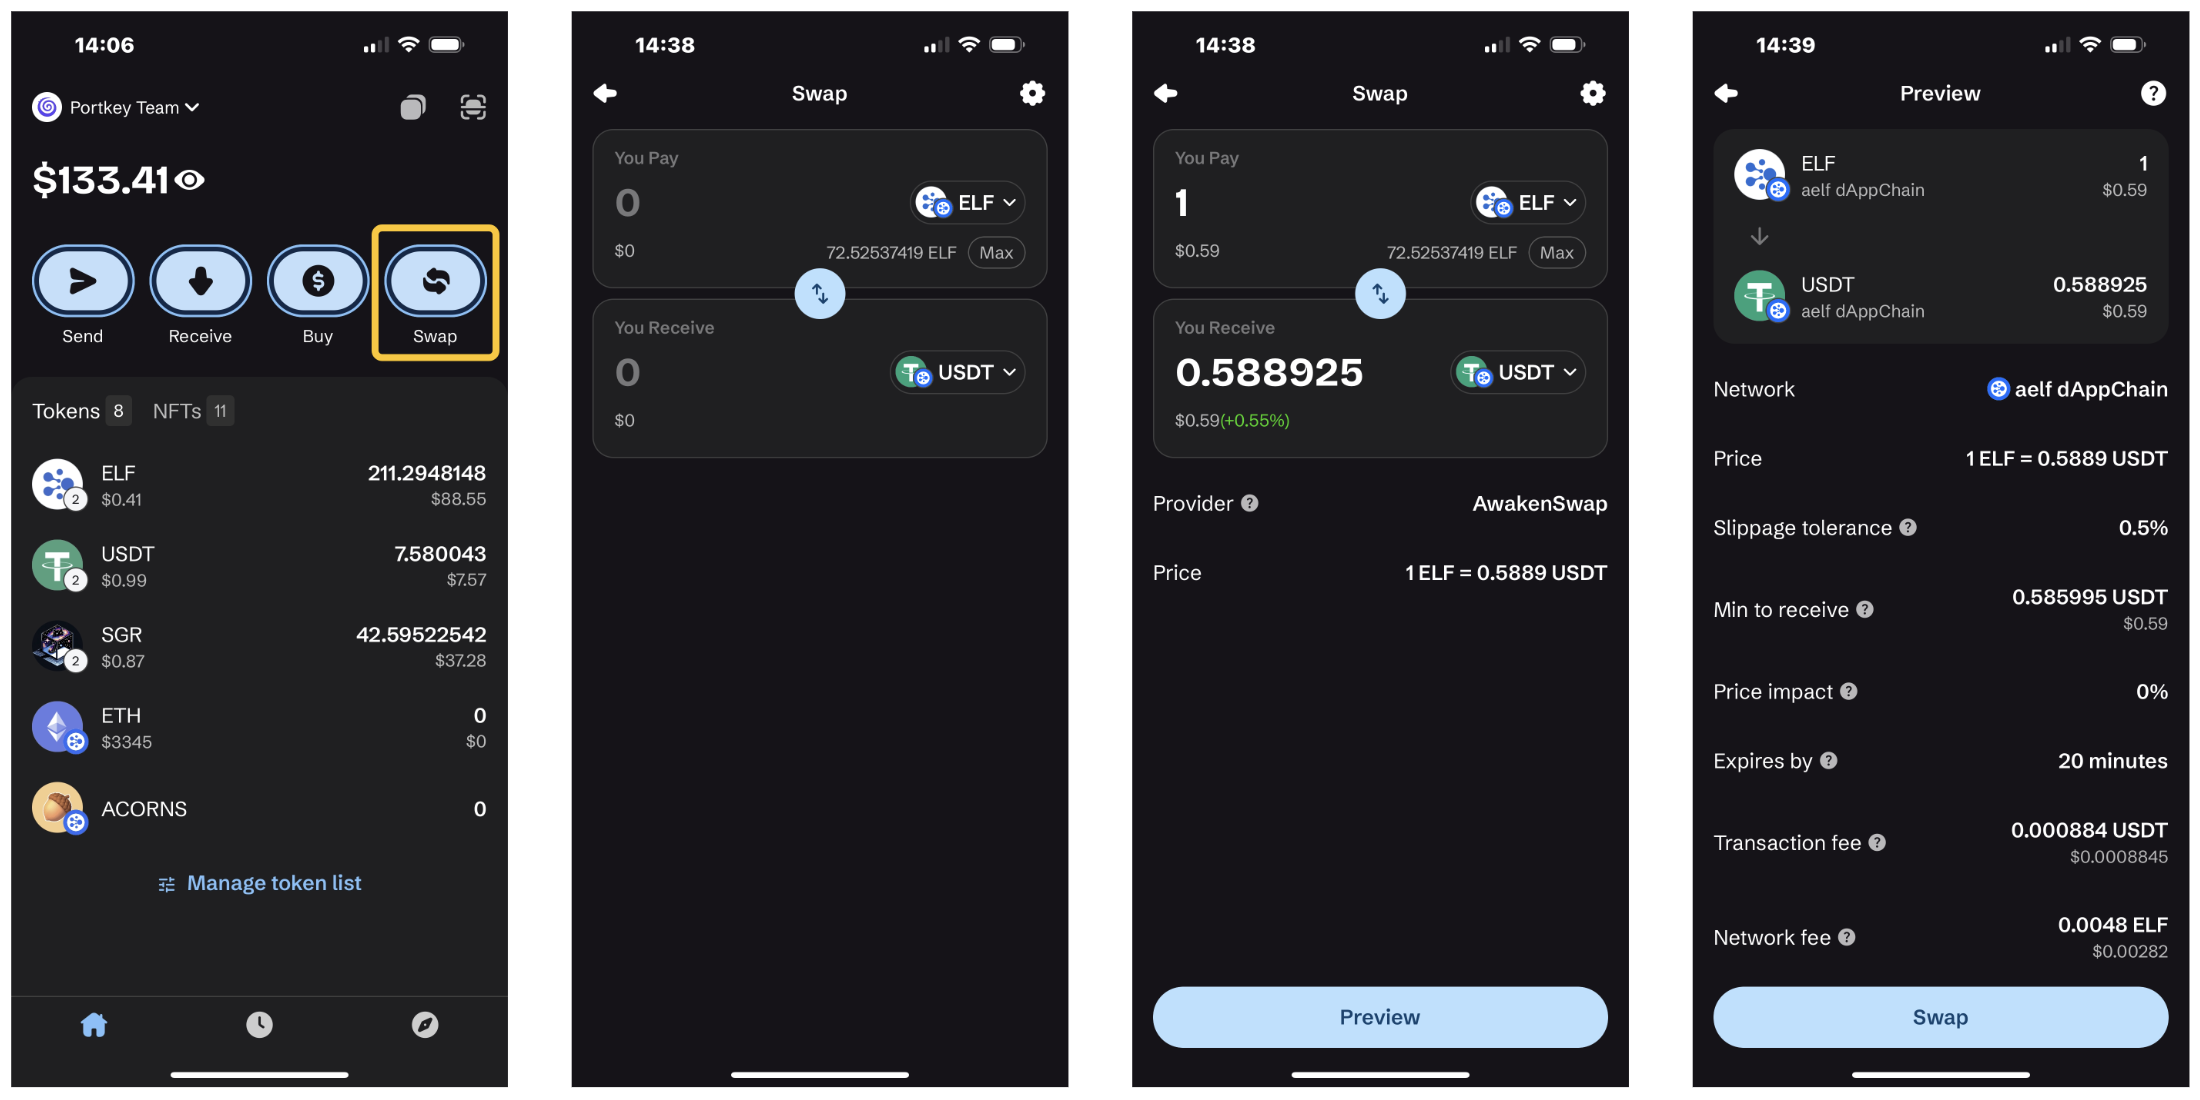 14:06
Portkey Team
$133.41
Send
Receive
Buy
Swap
Tokens 8 NFTs 11
ELF 211.2948148
2
$0.41 $88.55
USDT 7.580043
2
$0.99 $7.57
SGR 42.59522542
2
$0.87 $37.28
ETH 0
$3345 $0
ACORNS 0
Manage token list
14:38
Swap
You Pay
0 ELF
$0 72.52537419 ELF Max
You Receive
0 USDT
$0
14:38
Swap
You Pay
1 ELF
$0.59 72.52537419 ELF Max
You Receive
0.588925 USDT
$0.59(+0.55%)
Provider ? AwakenSwap
Price 1 ELF = 0.5889 USDT
Preview
14:39
Preview ?
ELF 1
aelf dAppChain $0.59
USDT 0.588925
aelf dAppChain $0.59
Network aelf dAppChain
Price 1 ELF = 0.5889 USDT
Slippage tolerance ? 0.5%
Min to receive ? 0.585995 USDT
$0.59
Price impact ? 0%
Expires by ? 20 minutes
Transaction fee ? 0.000884 USDT
$0.0008845
Network fee ? 0.0048 ELF
$0.00282
Swap